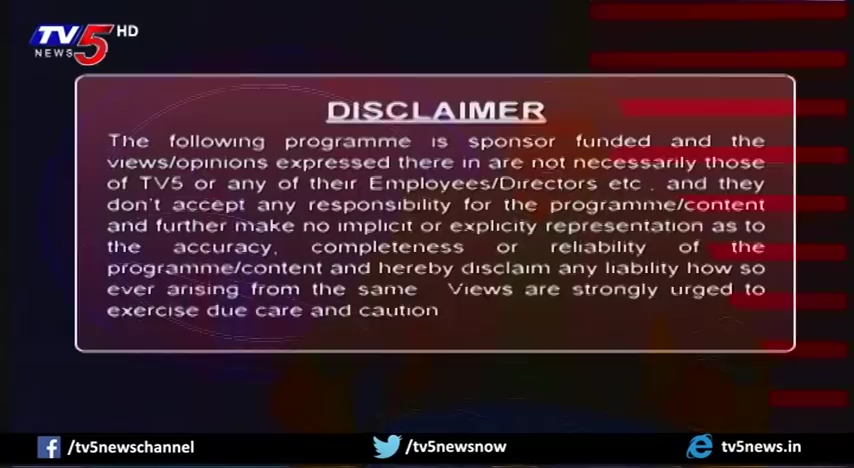 TV5 HD
NEWS
DISCLAIMER
The following programme is sponsor funded and the
views/opinions expressed there in are not necessarily those
of TV5 or any of their Employees/Directors etc., and they
don't accept any responsibility for the programme/content
and further make no implicit or explicity representation as to
the accuracy, completeness or reliability of the
programme/content and hereby disclaim any liability how so
ever arising from the same Views are strongly urged to
exercise due care and caution
/tv5newschannel
/tv5newsnow
tv5news.in